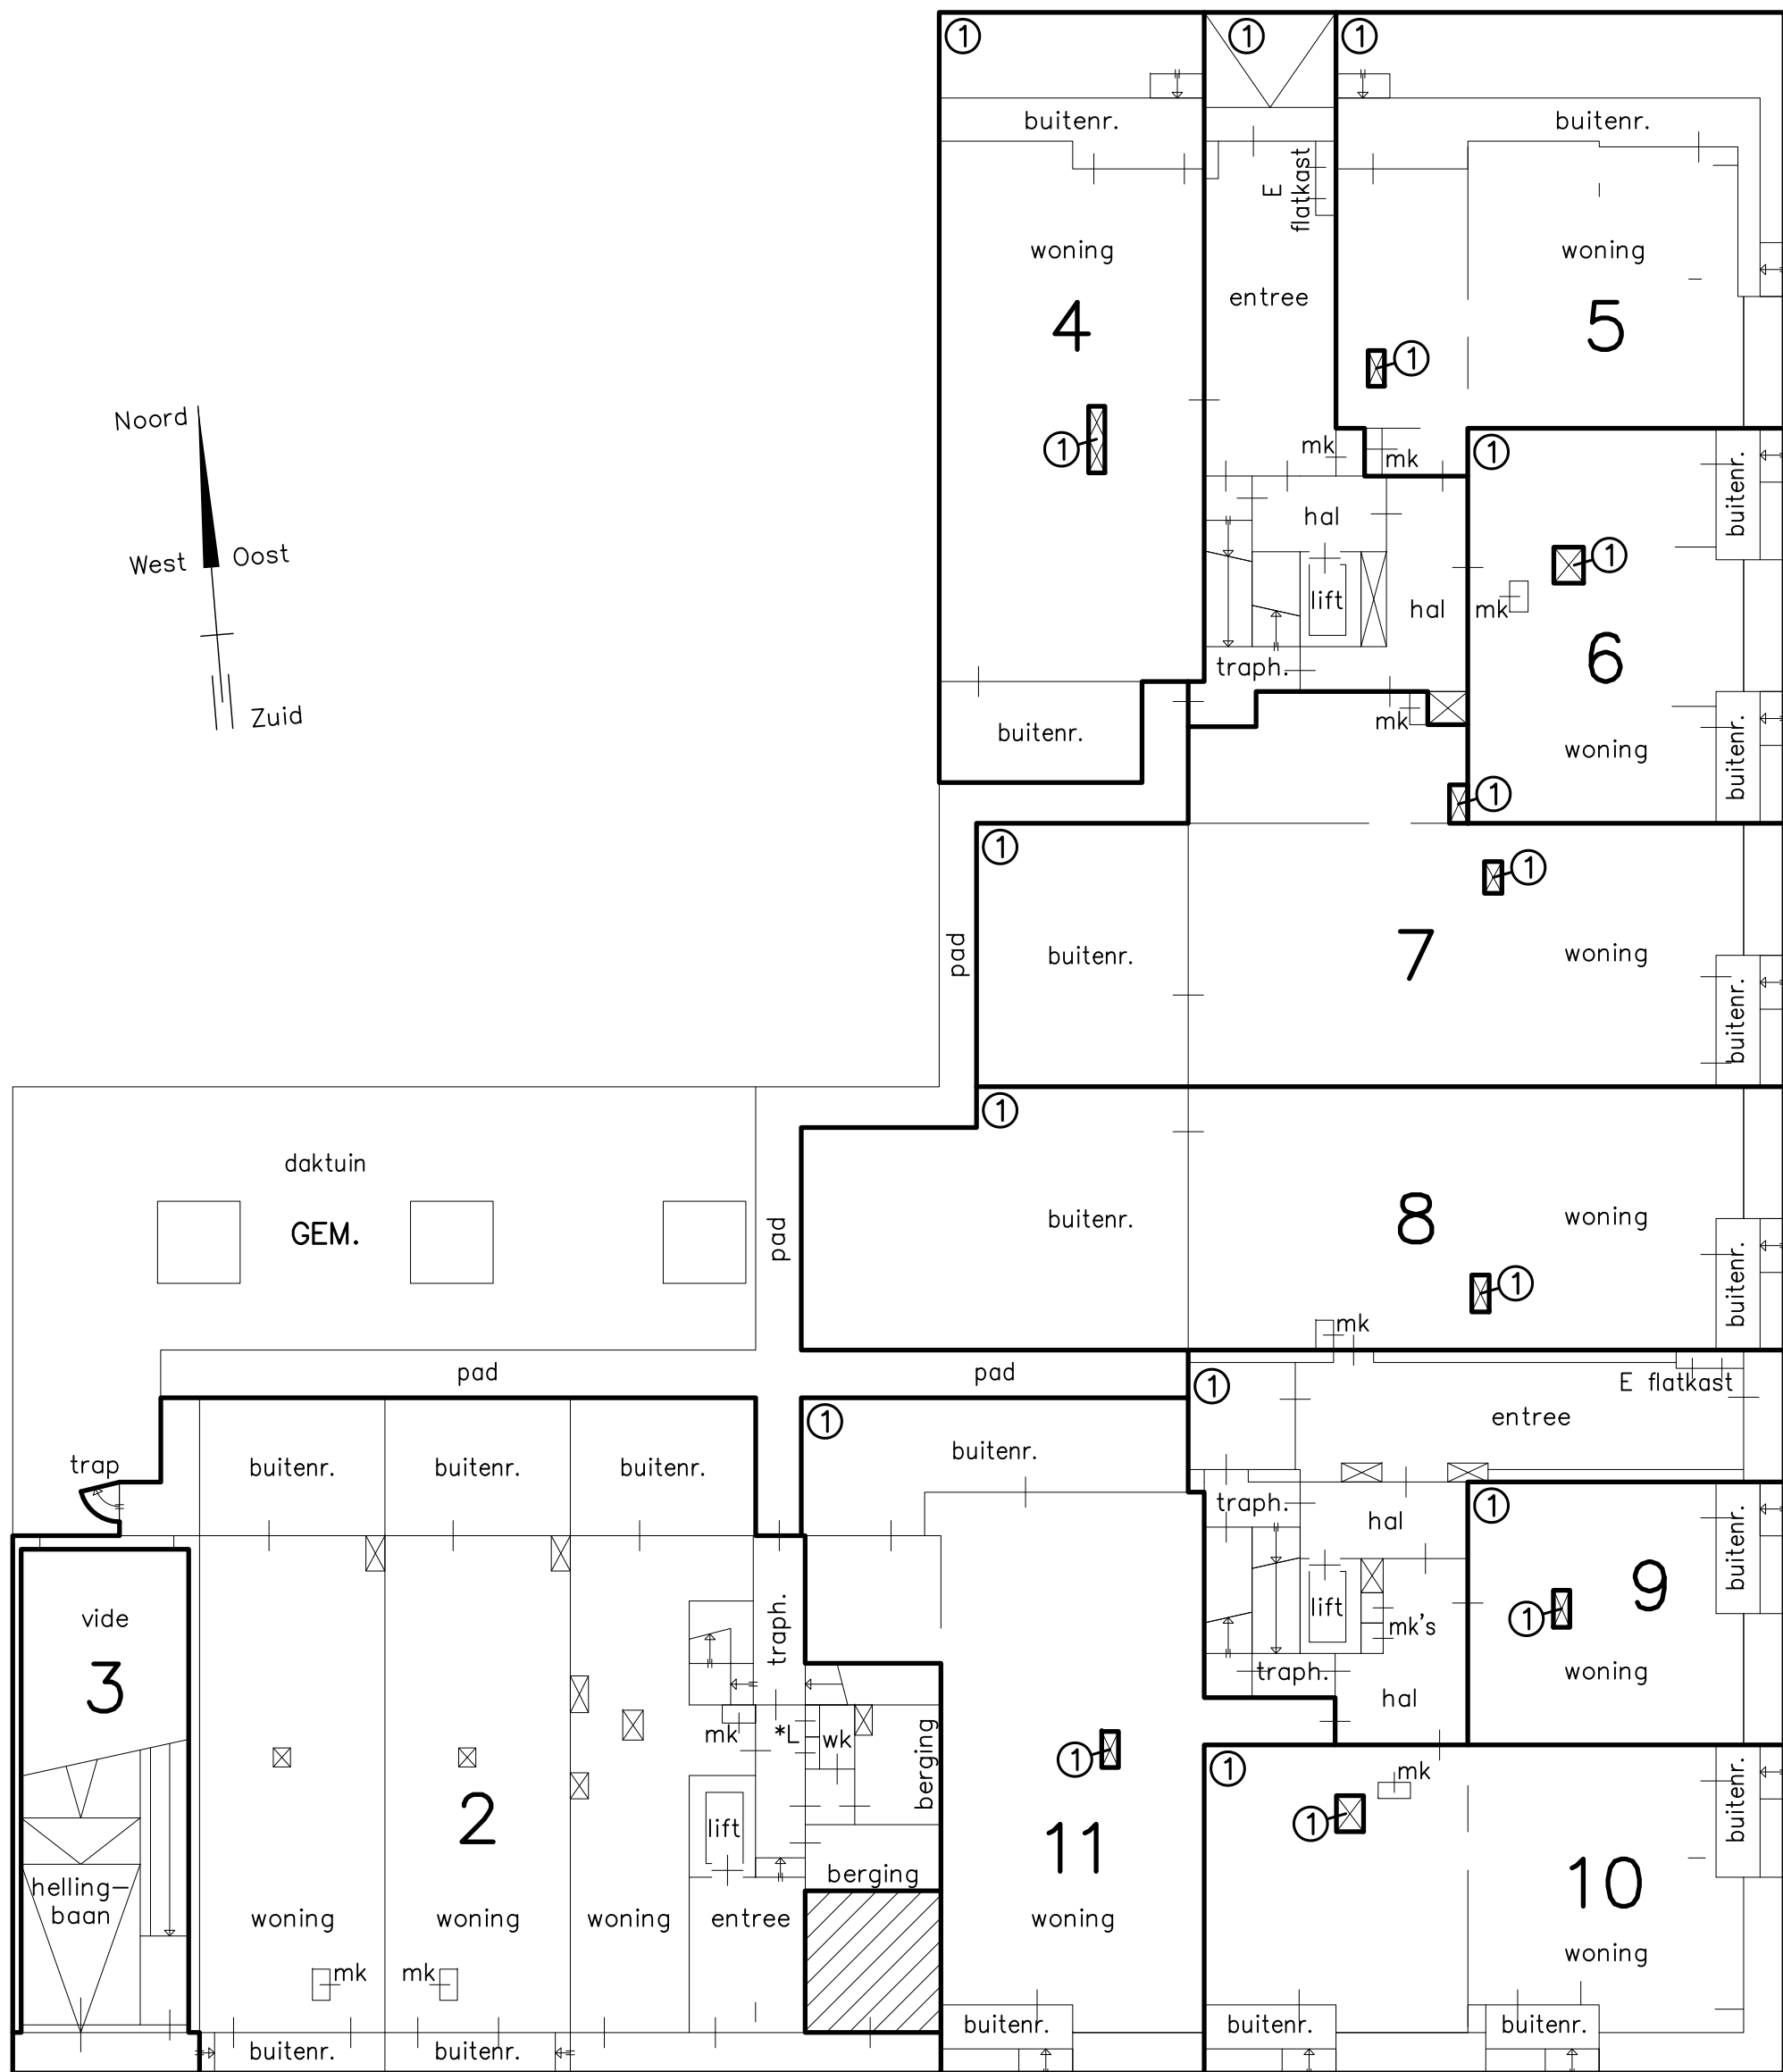 1 1 1
buitenr. buitenr.
E
flatkast
woning woning
entree
4 5
1
Noord
1 mk mk 1
buitenr.
hal
West Oost
1
lift hal mk
6
traph.
Zuid
mk
buitenr. woning buitenr.
1
1
1
pad buitenr. 7 woning
buitenr.
1
daktuin
GEM. pad buitenr. 8 woning
buitenr.
1
mk
pad pad 1 E flatkast
1 entree
buitenr.
trap buitenr. buitenr. buitenr.
traph. hal 1 buitenr.
9
vide traph. lift mk's 1
3 traph. woning
hal
mk *L wk berging
1 1 mk
2 lift 1 buitenr.
11
berging 10
helling-
baan woning woning woning entree woning
woning
mk mk
buitenr. buitenr. buitenr.
buitenr. buitenr.